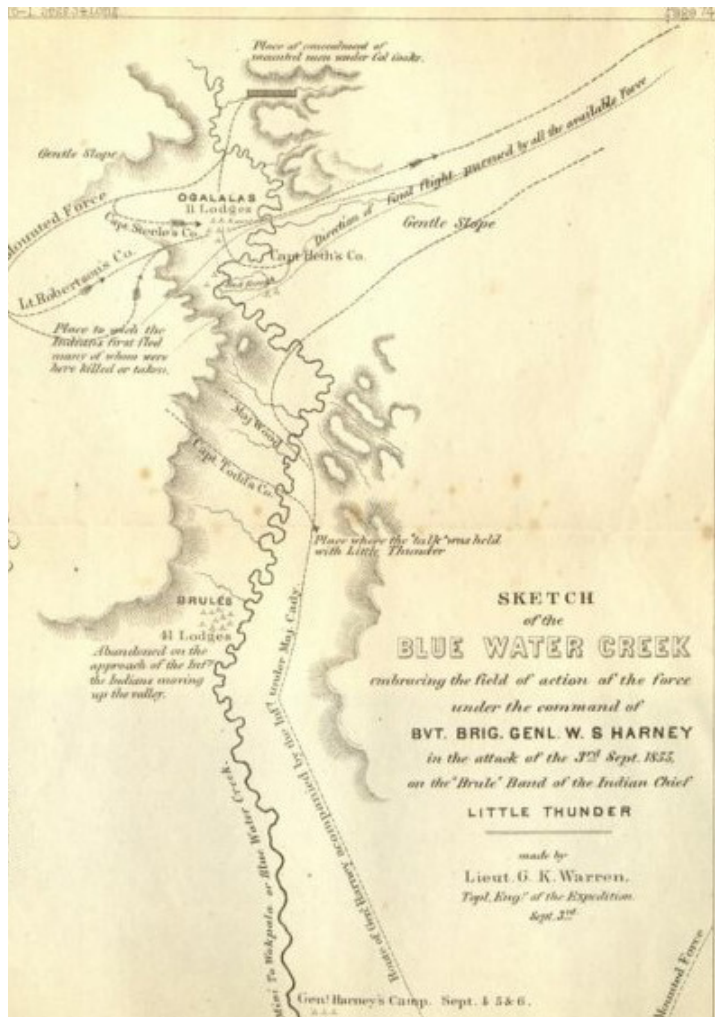 Place of concealment of
mounted men under Col Cooke.
Gentle Slope
OGALALAS
11 Lodges
Mounted Force
Capt. Steele's Co.
Lt. Robertson's Co.
Direction of final flight pursued by all the available Force
Gentle Slope
Capt Heth's Co.
Place to wich the
Indians first fled
many of whom were
here killed or taken.
Maj Wood
Capt. Todd's Co.
Place where the "talk" was held
with Little Thunder
BRULES
41 Lodges
Abandoned on the
approach of the Infy
the Indians moving
up the valley.
Route of Genl Harney accompanied by the Infy under Maj Cady
Mini To Wakpala or Blue Water Creek.
SKETCH
of the
BLUE WATER CREEK
embracing the field of action of the force
under the command of
BVT. BRIG. GENL. W. S HARNEY
in the attack of the 3rd Sept. 1855,
on the "Brule" Band of the Indian Chief
LITTLE THUNDER
made by
Lieut. G. K. Warren.
Topl. Engr of the Expedition
Sept. 3rd
Genl Harney's Camp. Sept. 4 5 & 6.
Mounted Force